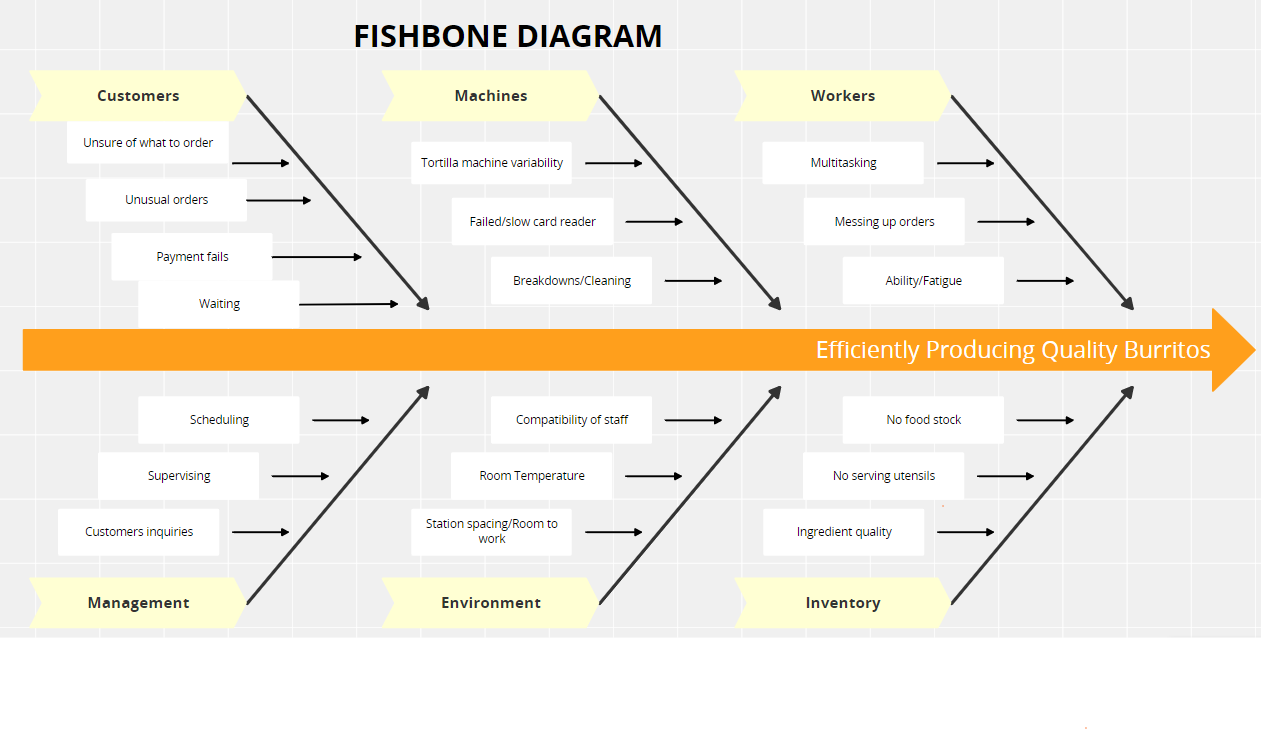 FISHBONE DIAGRAM
Customers
Machines
Workers
Unsure of what to order
Unusual orders
Payment fails
Waiting
Tortilla machine variability
Failed/slow card reader
Breakdowns/Cleaning
Multitasking
Messing up orders
Ability/Fatigue
Efficiently Producing Quality Burritos
Scheduling
Supervising
Customers inquiries
Compatibility of staff
Room Temperature
Station spacing/Room to
work
No food stock
No serving utensils
Ingredient quality
Management
Environment
Inventory